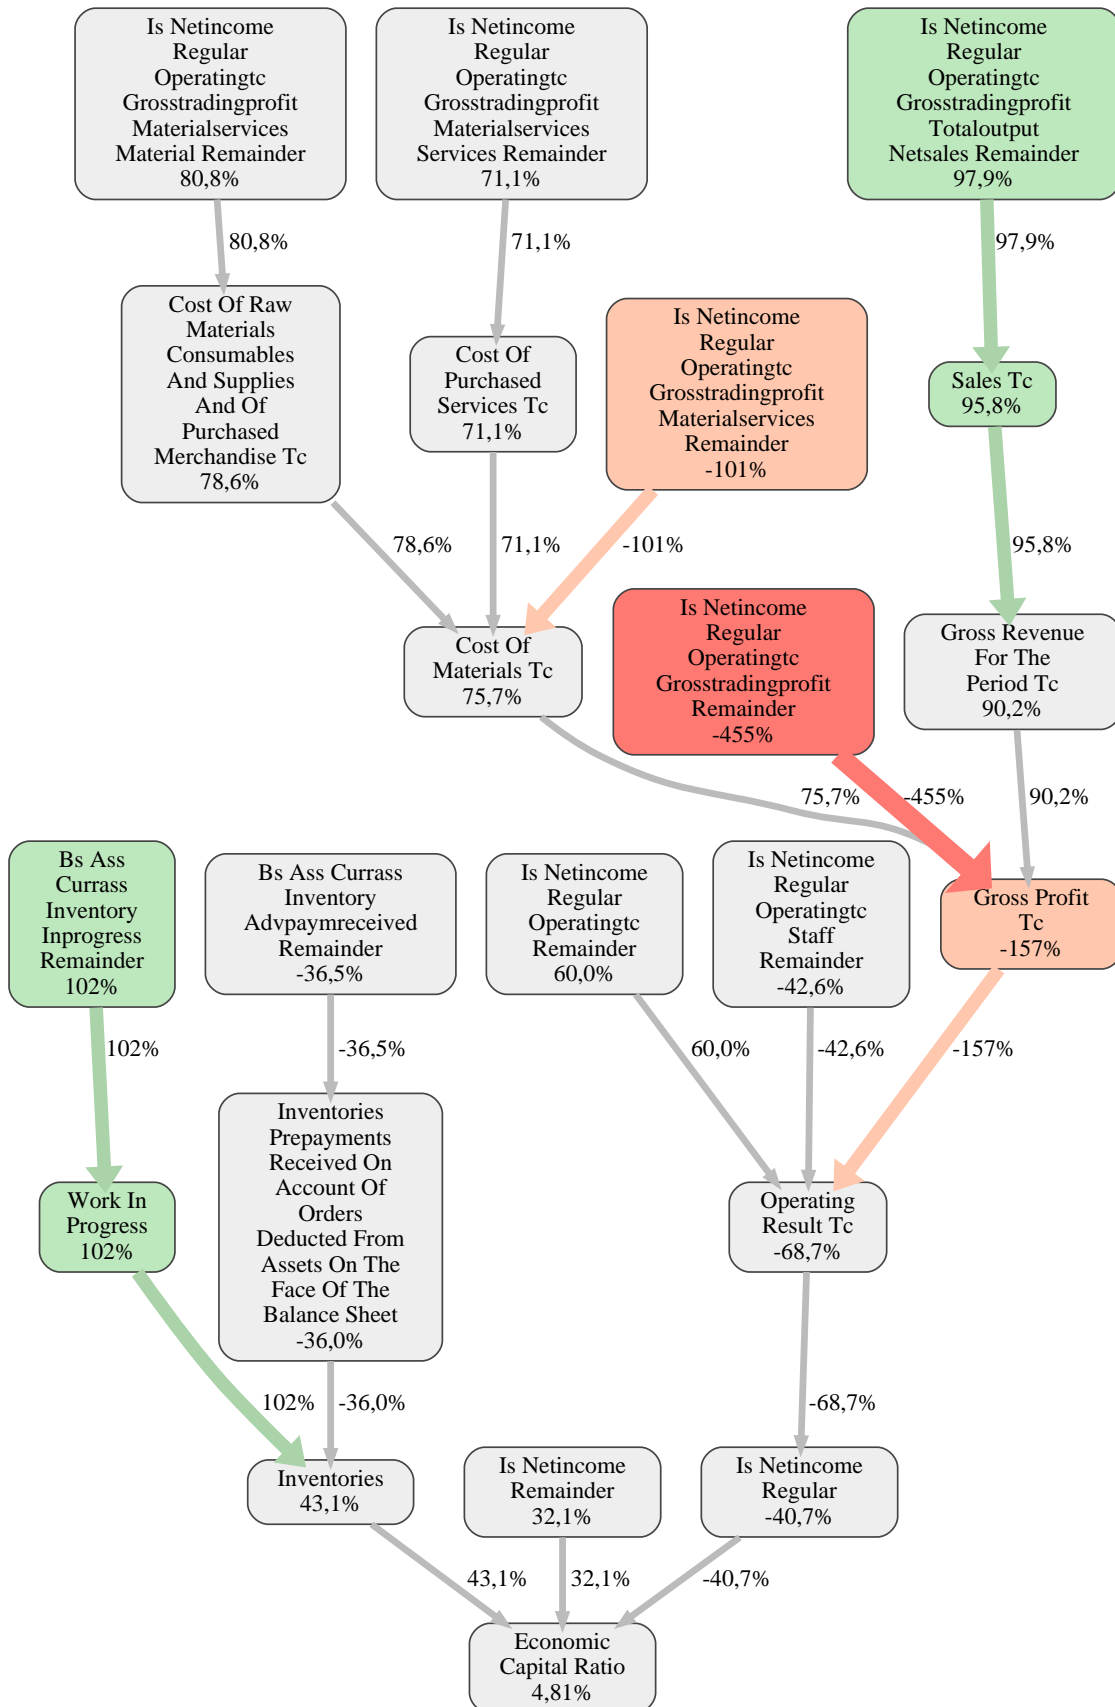 Is Netincome
Regular
Operatingtc
Grosstradingprofit
Materialservices
Material Remainder
80,8%
Is Netincome
Regular
Operatingtc
Grosstradingprofit
Materialservices
Services Remainder
71,1%
Is Netincome
Regular
Operatingtc
Grosstradingprofit
Totaloutput
Netsales Remainder
97,9%
80,8%
71,1%
97,9%
Cost Of Raw
Materials
Consumables
And Supplies
And Of
Purchased
Merchandise Tc
78,6%
Cost Of
Purchased
Services Tc
71,1%
Is Netincome
Regular
Operatingtc
Grosstradingprofit
Materialservices
Remainder
-101%
Sales Tc
95,8%
78,6%
71,1%
-101%
95,8%
Cost Of
Materials Tc
75,7%
Is Netincome
Regular
Operatingtc
Grosstradingprofit
Remainder
-455%
Gross Revenue
For The
Period Tc
90,2%
75,7%
-455%
90,2%
Bs Ass
Currass
Inventory
Inprogress
Remainder
102%
Bs Ass Currass
Inventory
Advpaymreceived
Remainder
-36,5%
Is Netincome
Regular
Operatingtc
Remainder
60,0%
Is Netincome
Regular
Operatingtc
Staff
Remainder
-42,6%
Gross Profit
Tc
-157%
102%
-36,5%
60,0%
-42,6%
-157%
Work In
Progress
102%
Inventories
Prepayments
Received On
Account Of
Orders
Deducted From
Assets On The
Face Of The
Balance Sheet
-36,0%
Operating
Result Tc
-68,7%
102%
-36,0%
-68,7%
Inventories
43,1%
Is Netincome
Remainder
32,1%
Is Netincome
Regular
-40,7%
43,1%
32,1%
-40,7%
Economic
Capital Ratio
4,81%